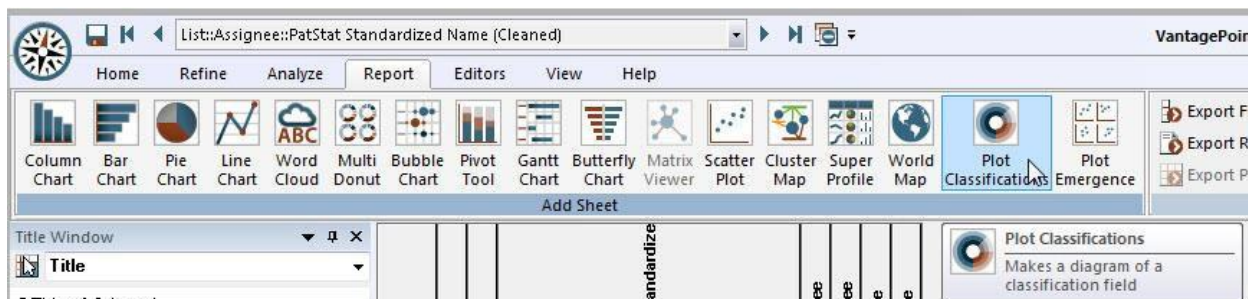 List::Assignee::PatStat Standardized Name (Cleaned)
VantagePoin
Home Refine Analyze Report Editors View Help
ABC
Column Chart
Bar Chart
Pie Chart
Line Chart
Word Cloud
Multi Donut
Bubble Chart
Pivot Tool
Gantt Chart
Butterfly Chart
Matrix Viewer
Scatter Plot
Cluster Map
Super Profile
World Map
Plot Classifications
Plot Emergence
Export F
Export R
Export P
Add Sheet
Title Window
Title
andardize
ee
ee
e
e
Plot Classifications
Makes a diagram of a
classification field